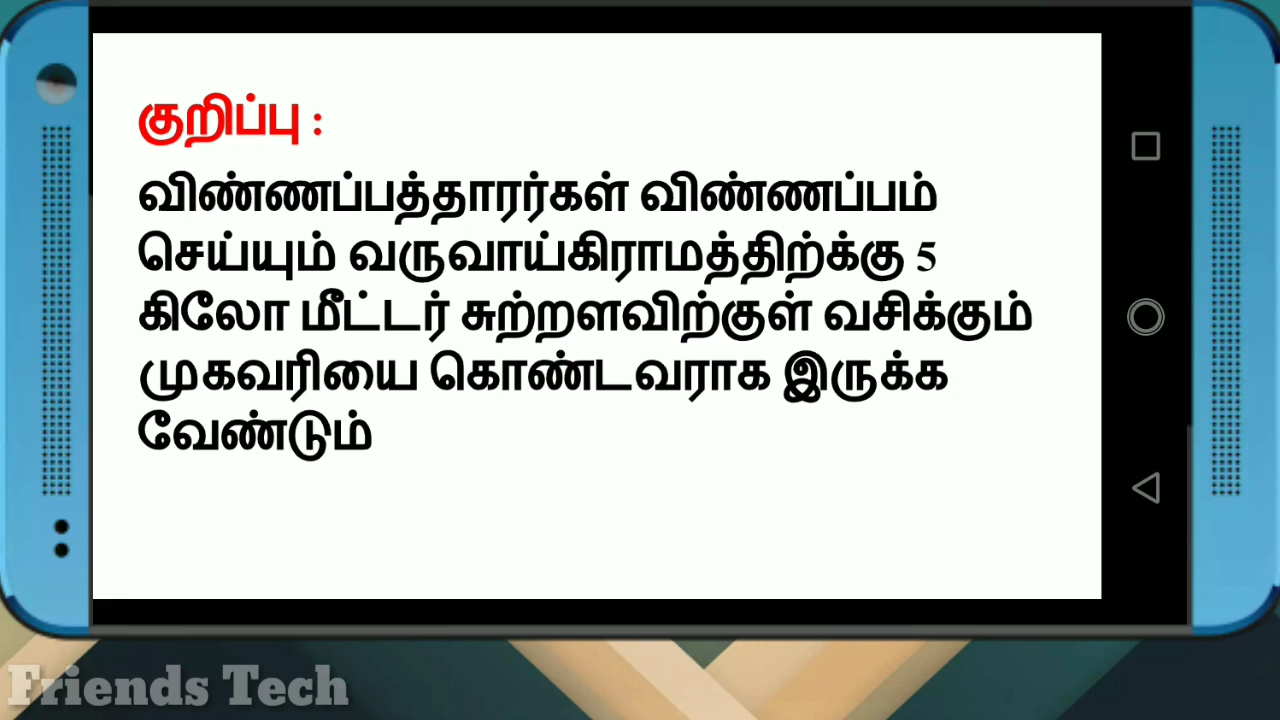 குறிப்பு :
விண்ணப்பத்தாரர்கள் விண்ணப்பம்
செய்யும் வருவாய்கிராமத்திற்க்கு 5
கிலோ மீட்டர் சுற்றளவிற்குள் வசிக்கும்
முகவரியை கொண்டவராக இருக்க
வேண்டும்
Friends Tech